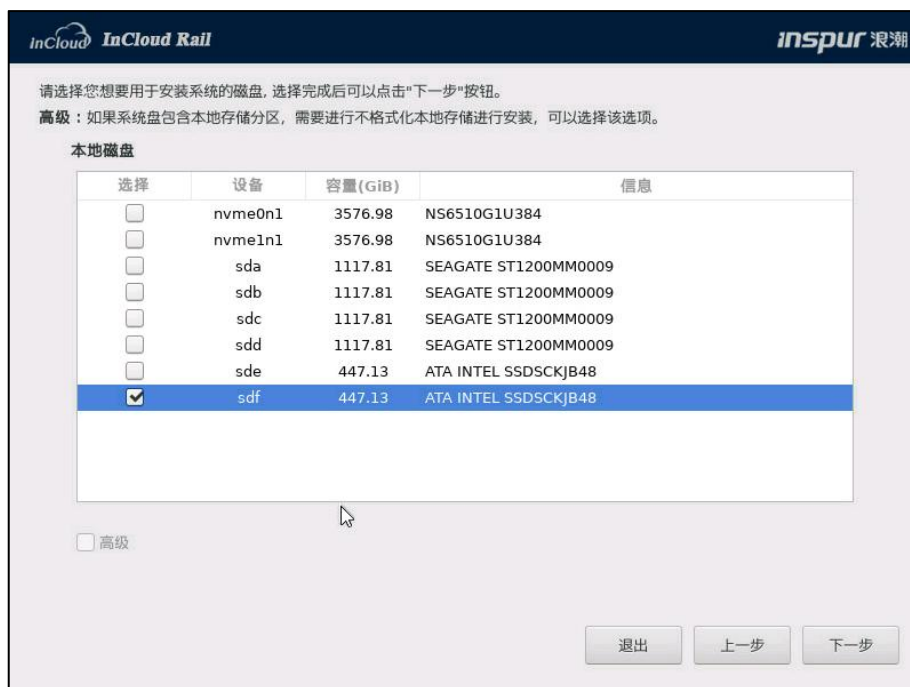 InCloud InCloud Rail inspur 浪潮
请选择您想要用于安装系统的磁盘, 选择完成后可以点击"下一步"按钮。
高级：如果系统盘包含本地存储分区，需要进行不格式化本地存储进行安装，可以选择该选项。
本地磁盘
选择 设备 容量(GiB) 信息
nvme0n1 3576.98 NS6510G1U384
nvme1n1 3576.98 NS6510G1U384
sda 1117.81 SEAGATE ST1200MM0009
sdb 1117.81 SEAGATE ST1200MM0009
sdc 1117.81 SEAGATE ST1200MM0009
sdd 1117.81 SEAGATE ST1200MM0009
sde 447.13 ATA INTEL SSDSCKJB48
sdf 447.13 ATA INTEL SSDSCKJB48
高级
退出 上一步 下一步